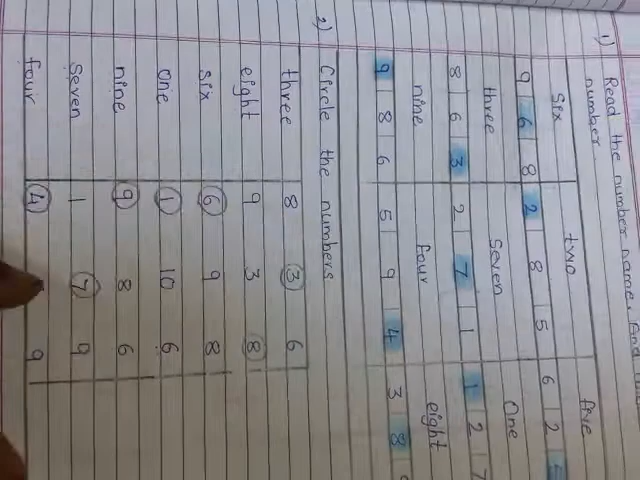 1) Read the number name, find
number.
six two five
9 6 8 2 8 5 6 2 5
three seven one
8 6 3 2 7 1 1 2 7
nine four eight
9 8 6 5 9 4 3 8
2) Circle the numbers
three 8 3 6
eight 9 3 8
six 6 9 8
one 1 10 6
nine 9 8 6
seven 1 7 9
four 4 9